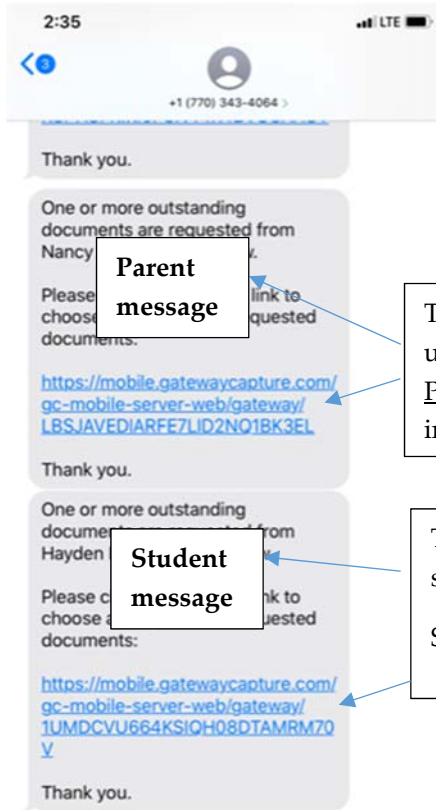 2:35
LTE
3
+1 (770) 343-4064 >
Thank you.
One or more outstanding
documents are requested from
Nancy
Parent
message
Please link to
choose requested
documents:
https://mobile.gatewaycapture.com/
gc-mobile-server-web/gateway/
LBSJAVEDIARFE7LID2NQ1BK3EL
Thank you.
One or more outstanding
documents are requested from
Hayden
Student
message
Please link to
choose requested
documents:
https://mobile.gatewaycapture.com/
gc-mobile-server-web/gateway/
1UMDCVU664KSIQH08DTAMRM70
V
Thank you.